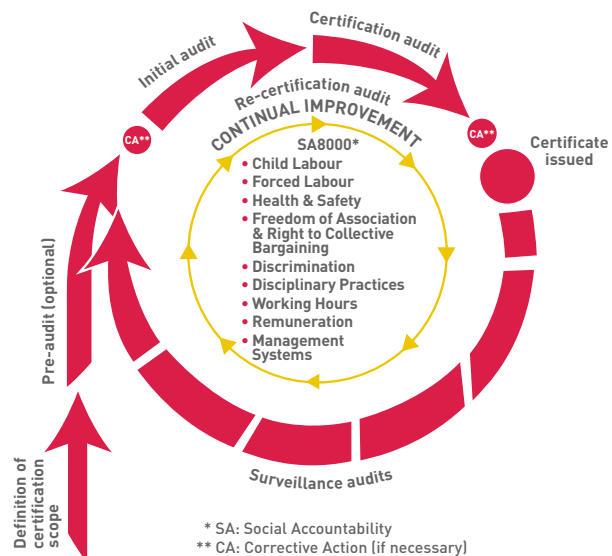 Certification audit
Initial audit
Re-certification audit
CONTINUAL IMPROVEMENT
CA**
CA**
Certificate
issued
SA8000*
• Child Labour
• Forced Labour
• Health & Safety
• Freedom of Association
& Right to Collective
Bargaining
• Discrimination
• Disciplinary Practices
• Working Hours
• Remuneration
• Management
Systems
Pre-audit (optional)
Surveillance audits
Definition of
certification
scope
* SA: Social Accountability
** CA: Corrective Action (if necessary)